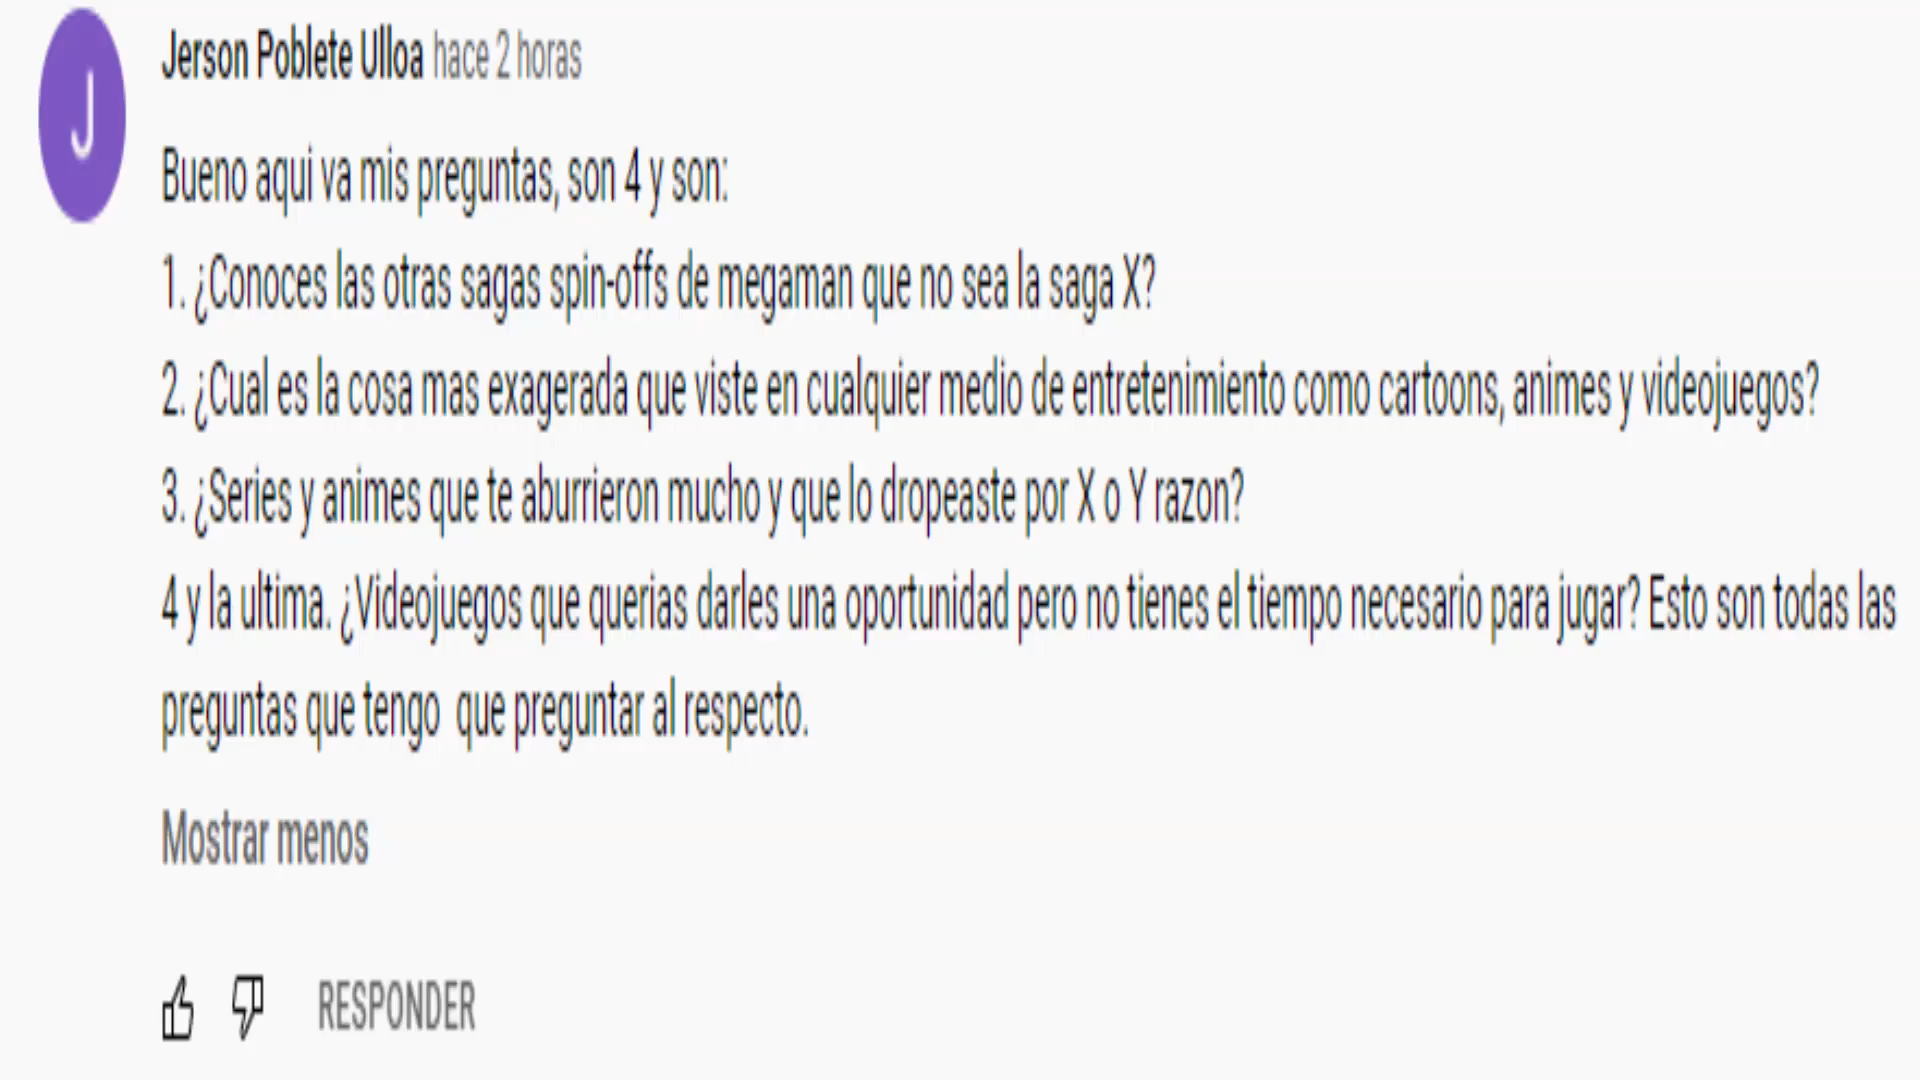 J
Jerson Poblete Ulloa hace 2 horas
Bueno aqui va mis preguntas, son 4 y son:
1. ¿Conoces las otras sagas spin-offs de megaman que no sea la saga X?
2. ¿Cual es la cosa mas exagerada que viste en cualquier medio de entretenimiento como cartoons, animes y videojuegos?
3. ¿Series y animes que te aburrieron mucho y que lo dropeaste por X o Y razon?
4 y la ultima. ¿Videojuegos que querias darles una oportunidad pero no tienes el tiempo necesario para jugar? Esto son todas las
preguntas que tengo  que preguntar al respecto.
Mostrar menos
RESPONDER